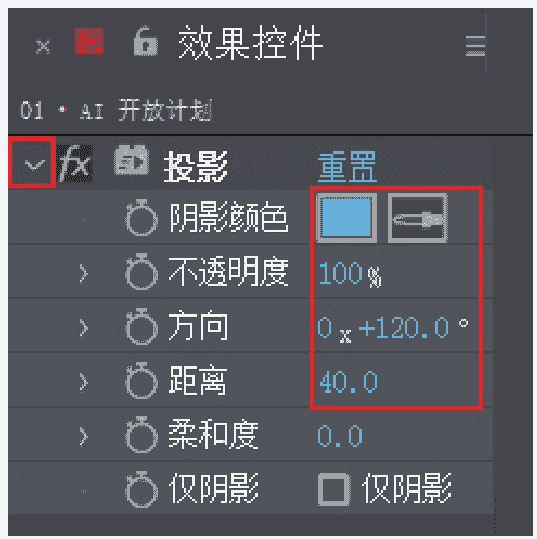 效果控件
01 · AI 开放计划
fx 投影 重置
阴影颜色
不透明度 100%
方向 0x+120.0°
距离 40.0
柔和度 0.0
仅阴影 仅阴影